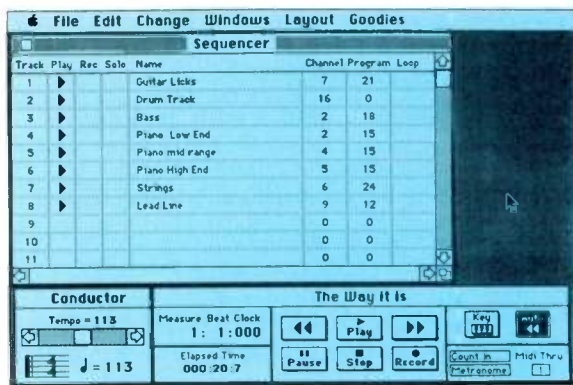 File Edit Change Windows Layout Goodies
Sequencer
Track Play Rec Solo Name Channel Program Loop
1 Guitar Licks 7 21
2 Drum Track 16 0
3 Bass 2 18
4 Piano Low End 2 15
5 Piano mid range 4 15
6 Piano High End 5 15
7 Strings 6 24
8 Lead Line 9 12
9 0 0
10 0 0
11 0 0
Conductor
Tempo = 113
= 113
The Way it is
Measure Beat Clock
1: 1:000
Elapsed Time
000:20:7
Play
Pause Stop Record
Key
Count In
Metronome
Midi Thru
1